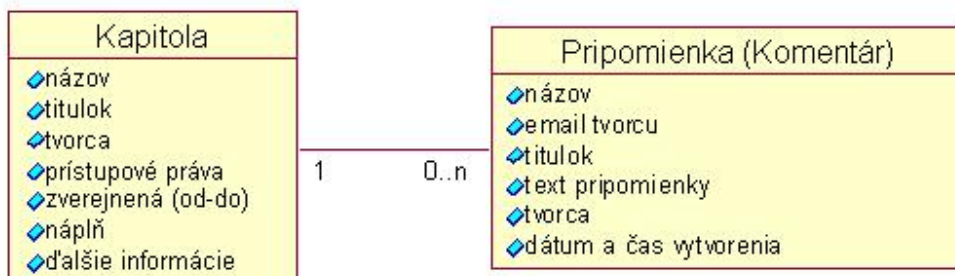 Kapitola
názov
titulok
tvorca
prístupové práva
zverejnená (od-do)
náplň
ďalšie informácie
1
0..n
Pripomienka (Komentár)
názov
email tvorcu
titulok
text pripomienky
tvorca
dátum a čas vytvorenia